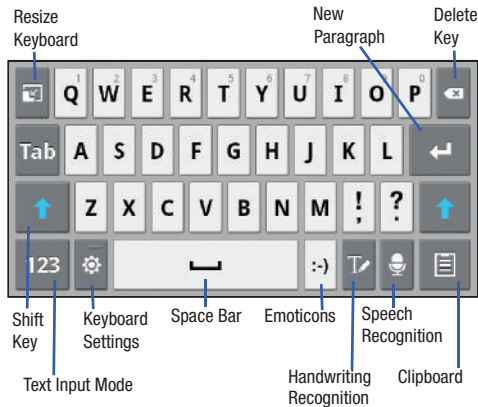 Resize
Keyboard
New
Paragraph
Delete
Key
1 2 3 4 5 6 7 8 9 0
Q W E R T Y U I O P
Tab A S D F G H J K L
Z X C V B N M ! , ? .
123 :-) T
Shift
Key
Keyboard
Settings
Space Bar
Emoticons
Speech
Recognition
Text Input Mode
Handwriting
Recognition
Clipboard